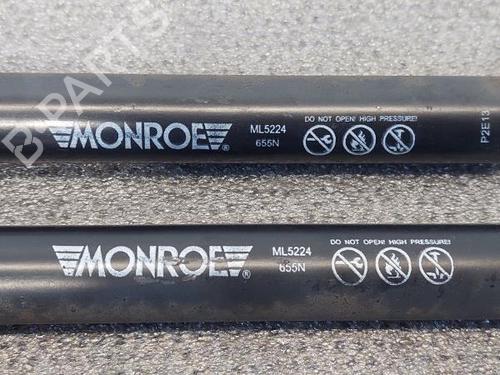 B-PARTS
MONROE®
ML5224
655N
DO NOT OPEN! HIGH PRESSURE!
P2E13
MONROE®
ML5224
655N
DO NOT OPEN! HIGH PRESSURE!